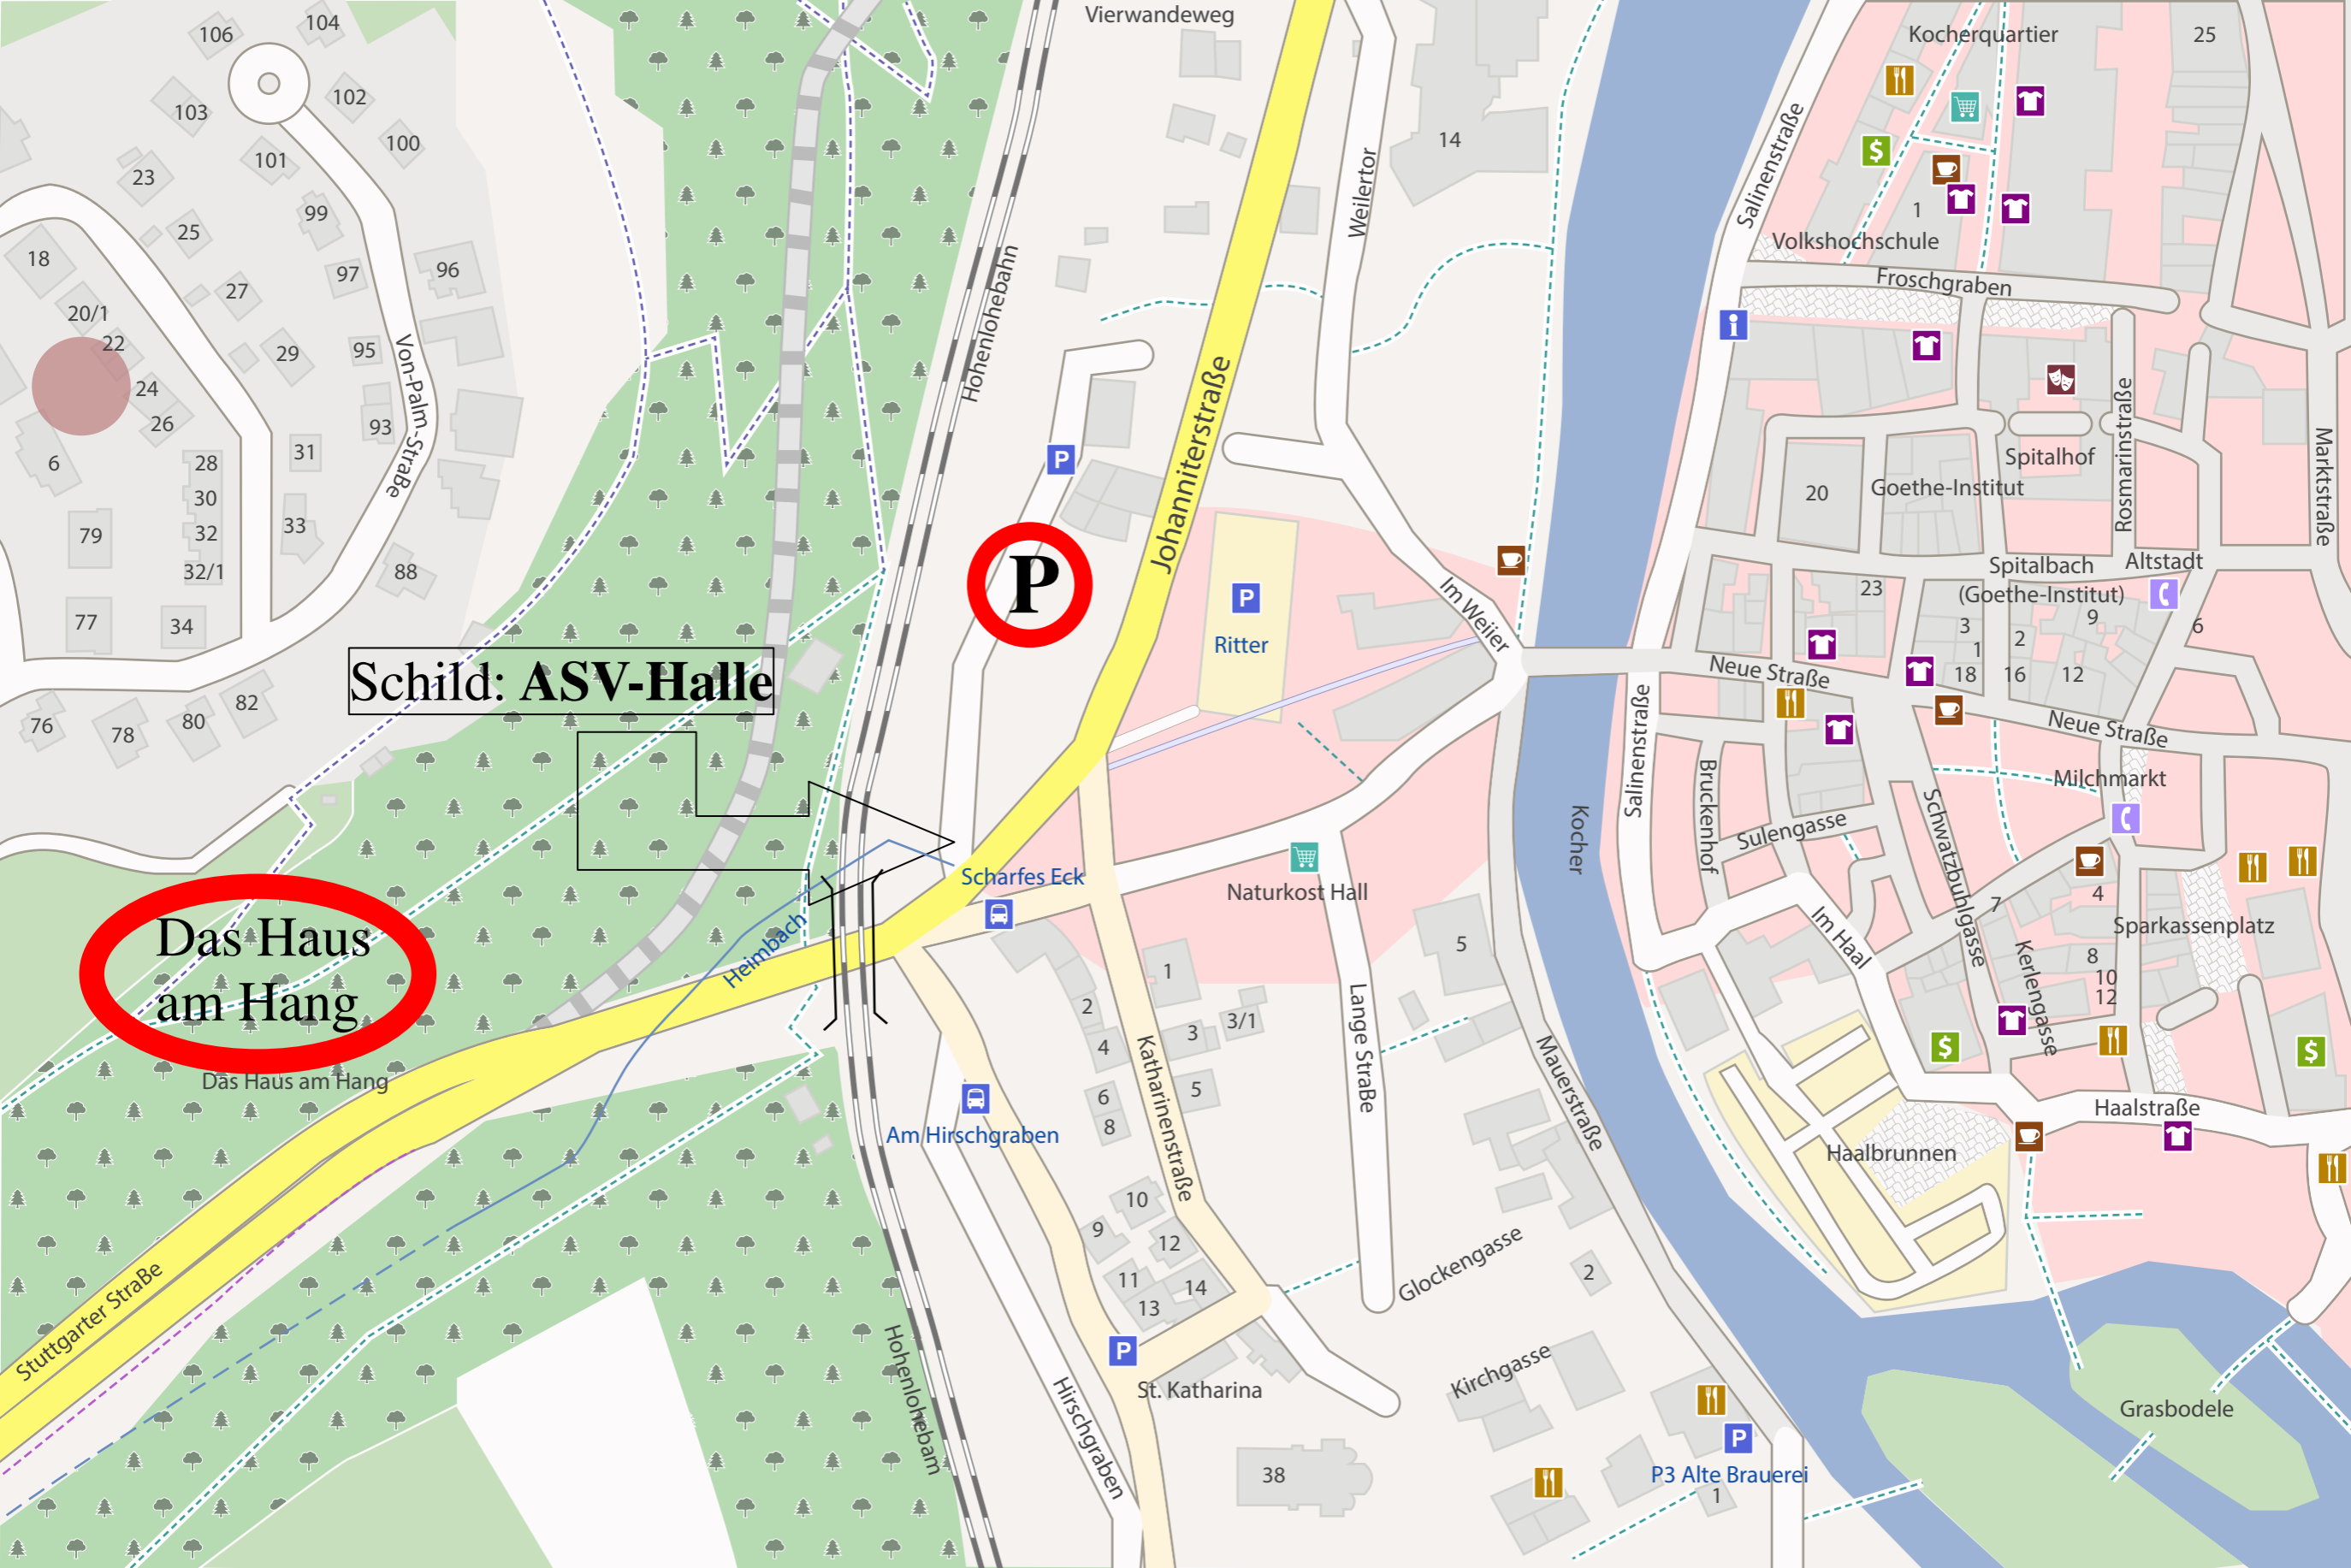 Vierwandeweg
Kocherquartier
25
106
104
103
102
100
101
23
99
25
18
97
96
27
20/1
22
29
95
24
26
93
6
28
31
30
79
33
32
32/1
88
77
34
76
78
80
82
Von-Palm-Straße
Hohenlohebahn
Johanniterstraße
Weilertor
14
Salinenstraße
1
Volkshochschule
Froschgraben
Spitalhof
Rosmarinstraße
Marktstraße
20
Goethe-Institut
P
P
P
Ritter
Im Weiier
Spitalbach
Altstadt
(Goethe-Institut)
23
9
3
2
6
1
18
16
12
Neue Straße
Neue Straße
Schild: ASV-Halle
Salinenstraße
Bruckenhof
Milchmarkt
Sulengasse
Schwatzbuhlgasse
Kocher
Scharfes Eck
Naturkost Hall
Heimbach
Das Haus
am Hang
Das Haus am Hang
Im Haal
7
4
Sparkassenplatz
Kerlengasse
8
10
12
5
1
2
3
3/1
4
6
5
8
Katharinenstraße
Lange StraBe
Mauerstraße
Am Hirschgraben
Haalstraße
Haalbrunnen
10
9
12
11
14
13
Glockengasse
2
Stuttgarter StraBe
P
St. Katharina
Kirchgasse
Hohenlohebam
Hirschgraben
38
P
P3 Alte Brauerei
1
Grasbodele